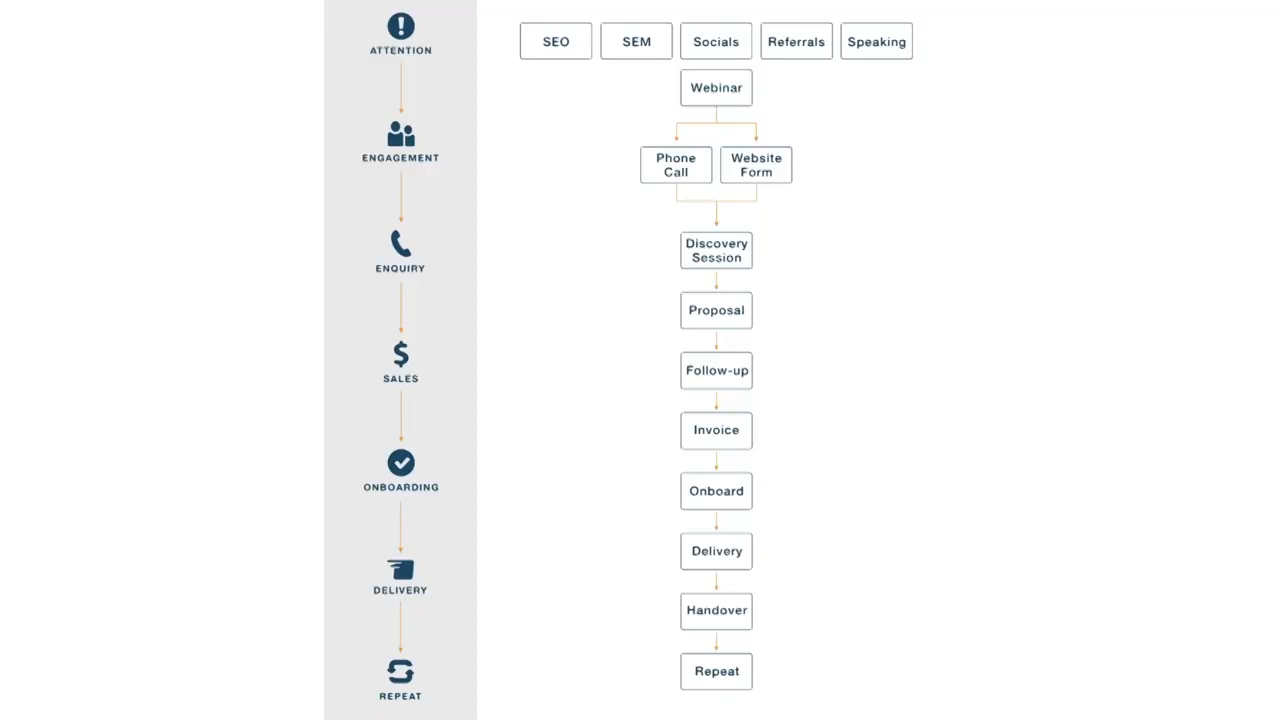 ATTENTION
ENGAGEMENT
ENQUIRY
SALES
ONBOARDING
DELIVERY
REPEAT
SEO
SEM
Socials
Referrals
Speaking
Webinar
Phone
Call
Website
Form
Discovery
Session
Proposal
Follow-up
Invoice
Onboard
Delivery
Handover
Repeat